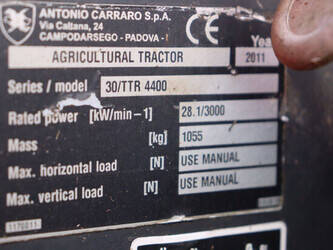 ANTONIO CARRARO S.p.A.
Via Caltana, 24
CAMPODARSEGO - PADOVA - I
CE
Year
AGRICULTURAL TRACTOR 2011
Series / model 30/TTR 4400
Rated power [kW/min-1] 28.1/3000
Mass [kg] 1055
Max. horizontal load [N] USE MANUAL
Max. vertical load [N] USE MANUAL